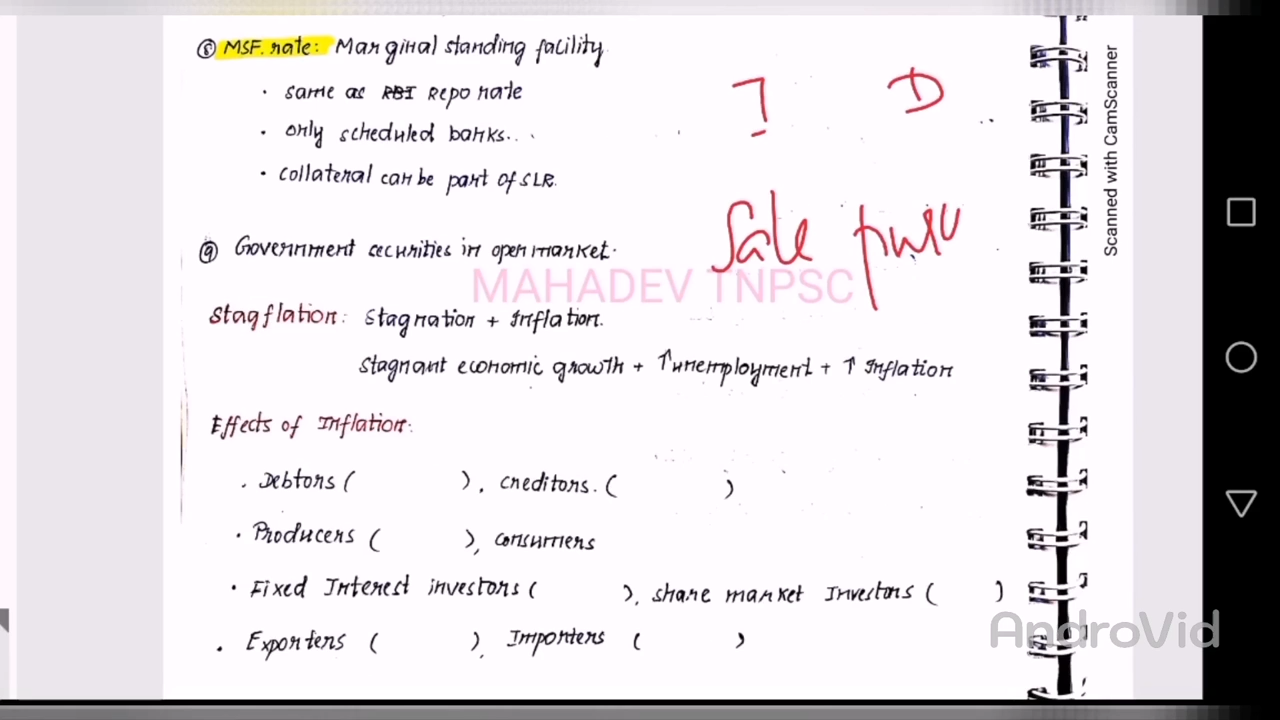 ⑧ MSF. rate: Marginal standing facility.
• same as RBI Repo rate
• only scheduled banks..
• collateral can be part of SLR.
I D
Sale purc
⑨ Government securities in open market.
MAHADEV TNPSC
Stagflation: Stagnation + Inflation.
Stagnant economic growth + ↑unemployment + ↑ Inflation
Effects of Inflation:
• Debtors ( ), creditors. ( )
• Producers ( ), consumers
• Fixed Interest investors ( ), share market Investors ( )
• Exporters ( ), Importers ( )
Scanned with CamScanner
AndroVid